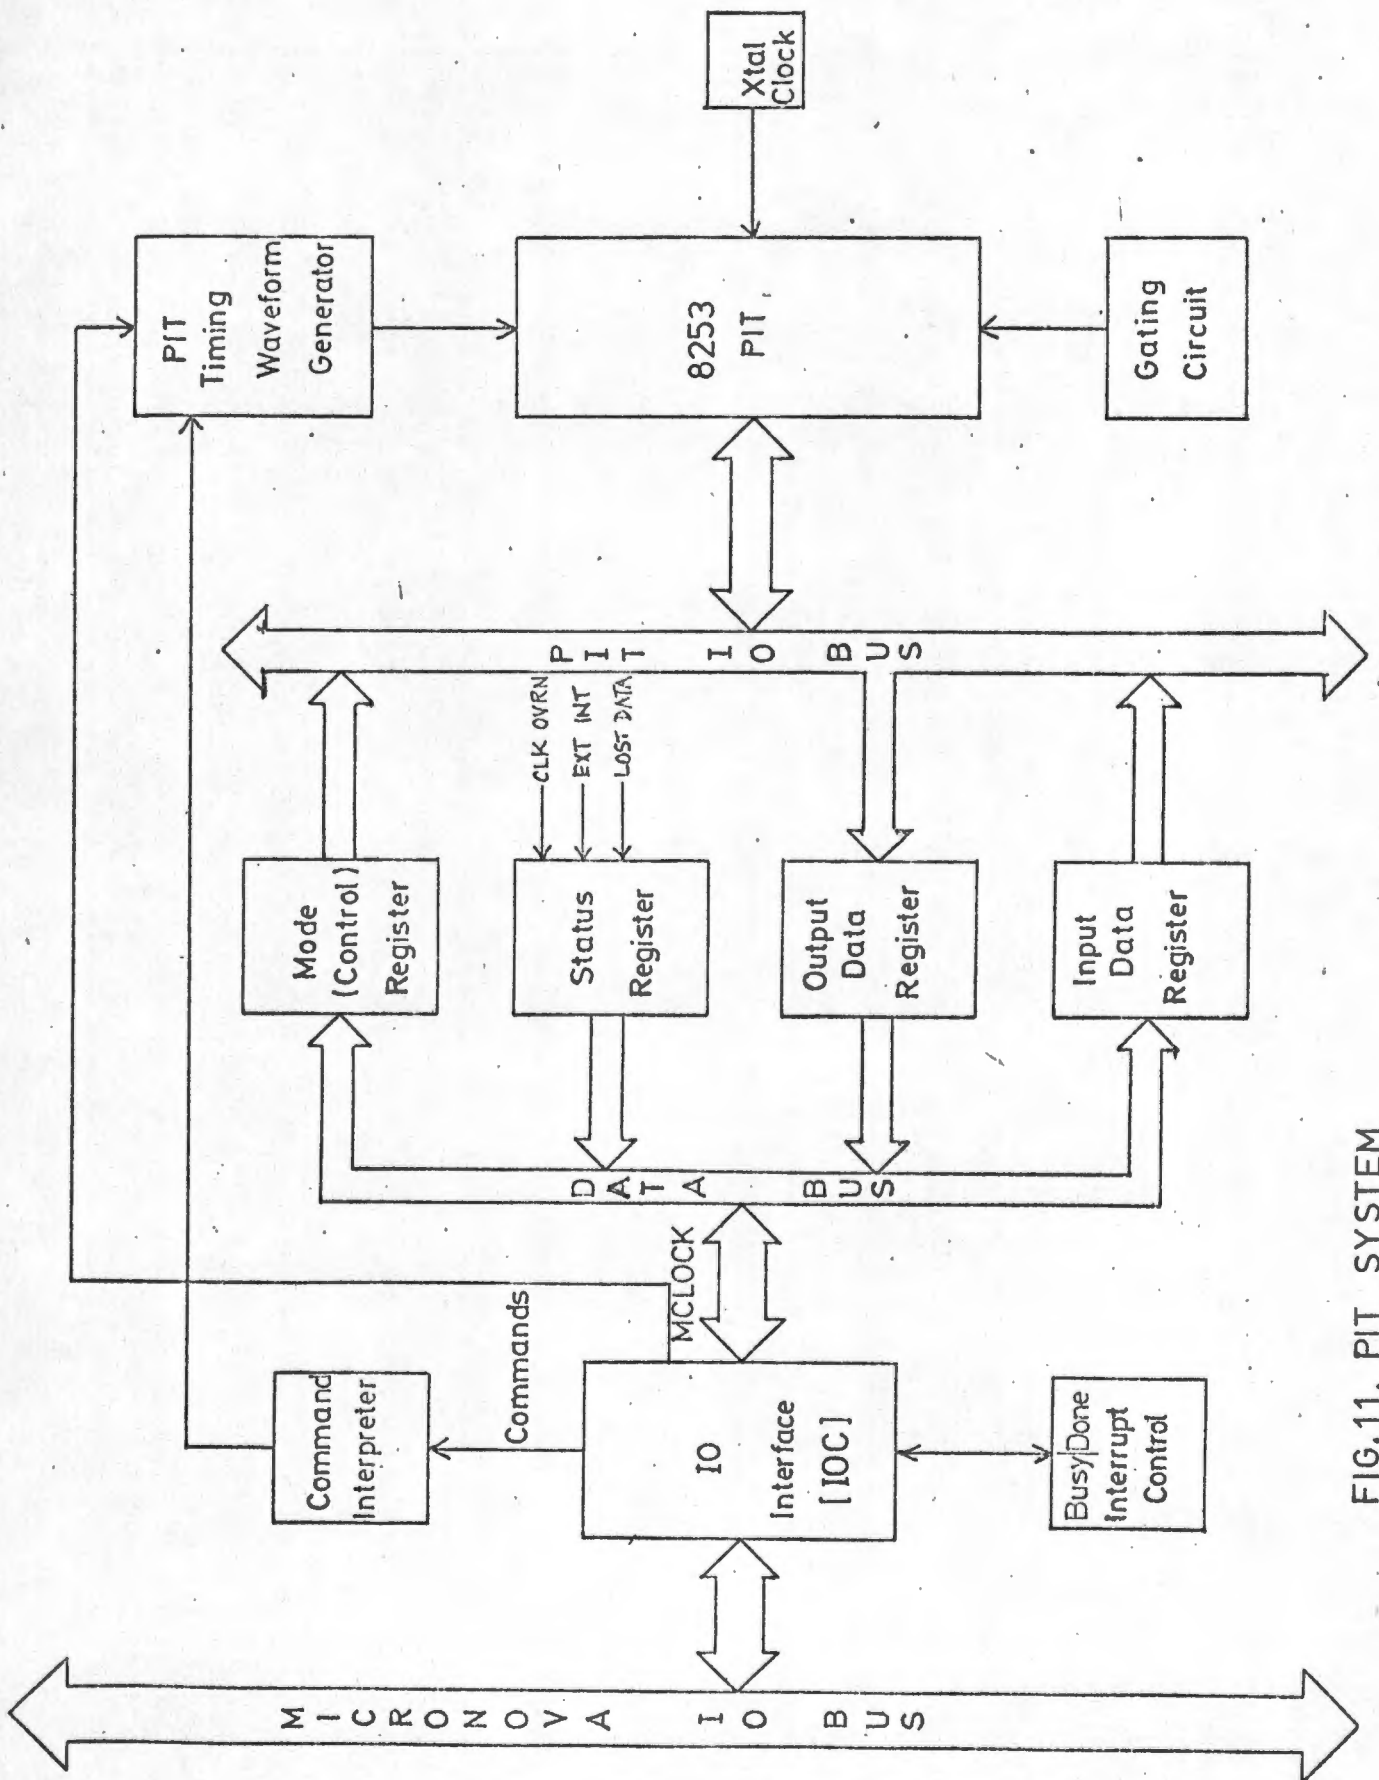 MICRONOVA IO BUS
Command
Interpreter
Commands
IO
Interface
[IOC]
Busy/Done
Interrupt
Control
MCLOCK
DATA BUS
Mode
(Control)
Register
Status
Register
Output
Data
Register
Input
Data
Register
CLK OVRN
EXT INT
LOST DATA
PIT IO BUS
PIT
Timing
Waveform
Generator
8253
PIT
Gating
Circuit
Xtal
Clock
FIG.11. PIT SYSTEM